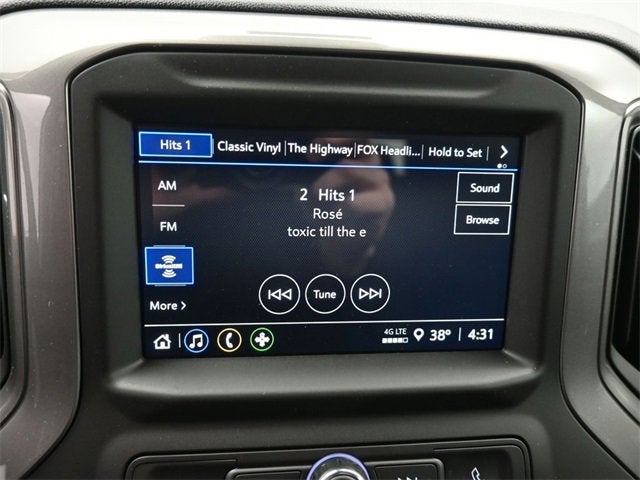 Hits 1 Classic Vinyl The Highway FOX Headli... Hold to Set
AM
2 Hits 1
Sound
Rosé
FM
toxic till the e
Browse
SiriusXM
More
Tune
4G LTE
38° 4:31